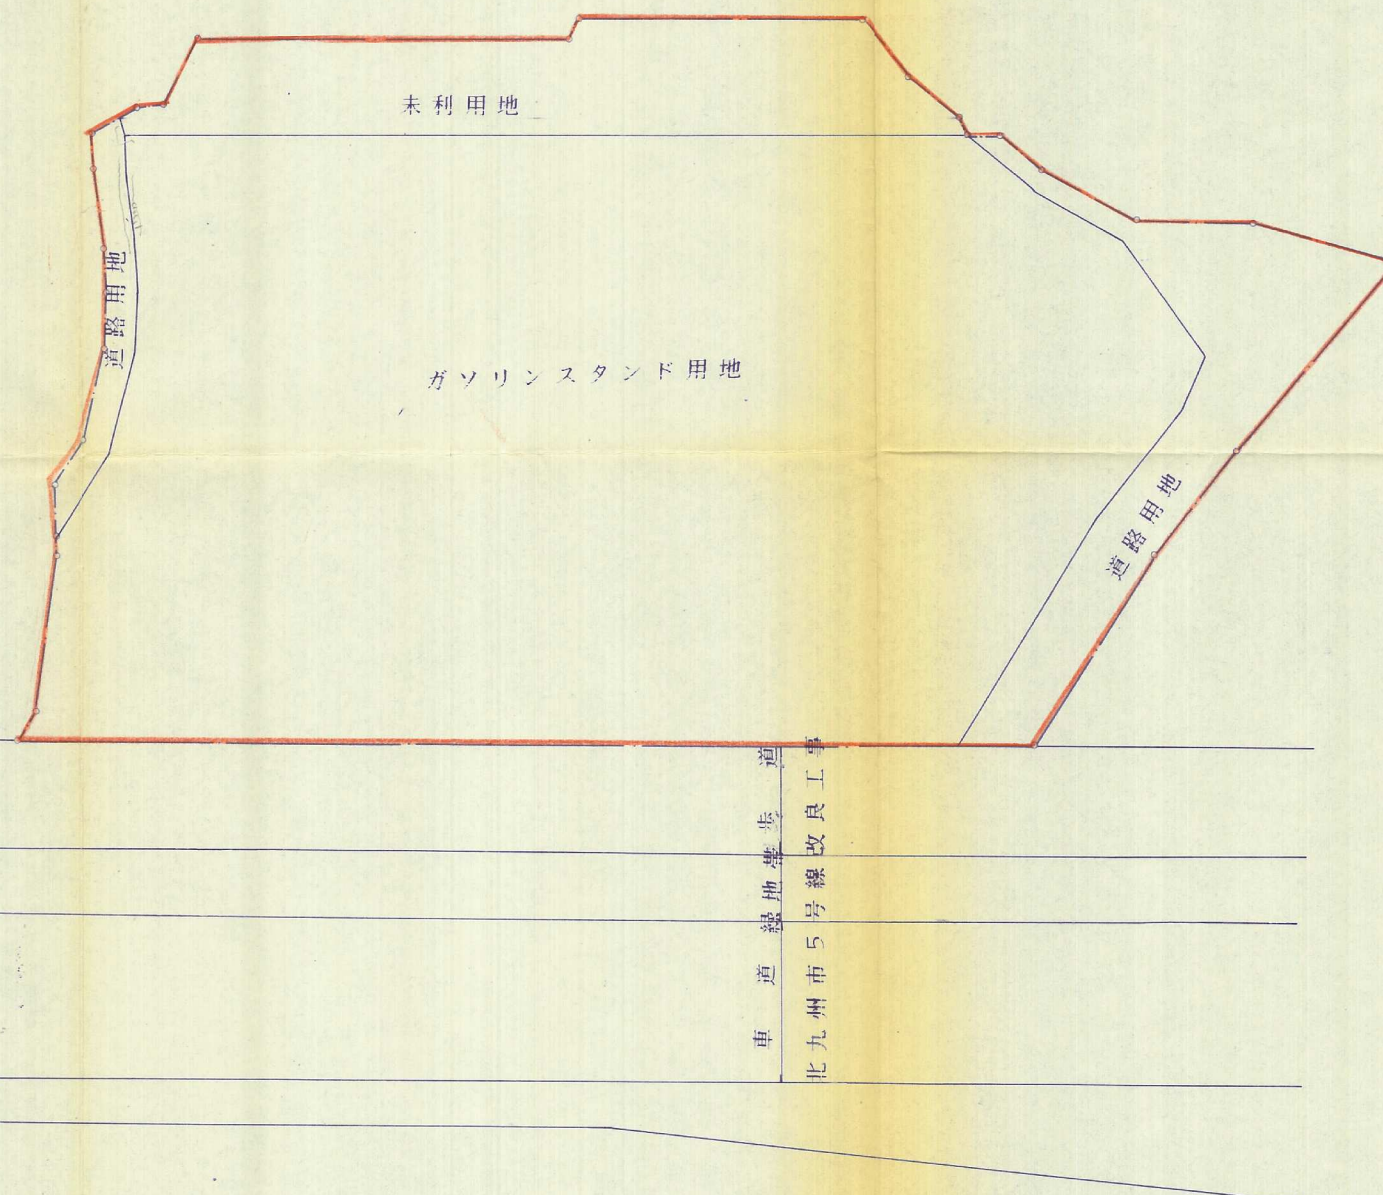 未利用地
道路用地
ガソリンスタンド用地
道路用地
車道
緑地帯
歩道
北九州市5号線改良工事